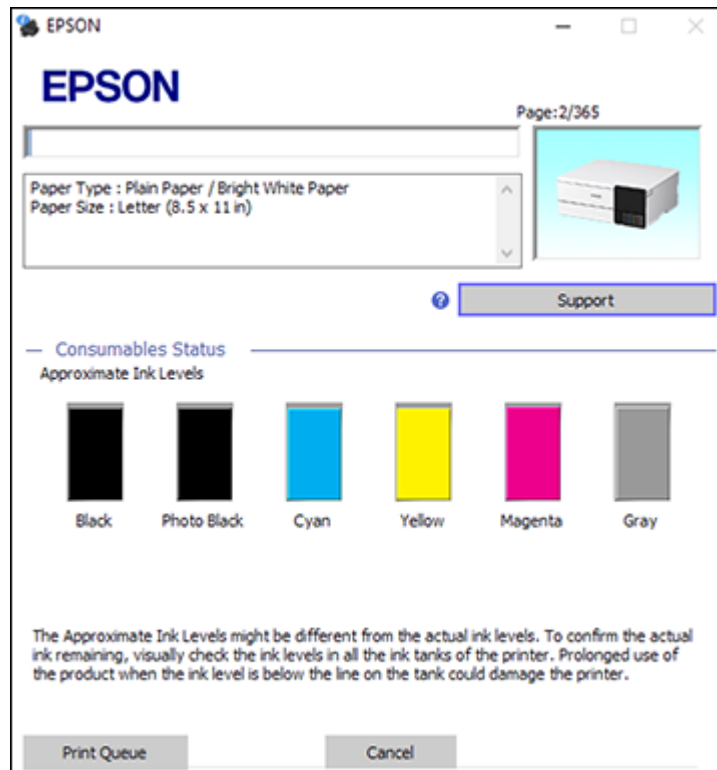 EPSON
EPSON
Page:2/365
Paper Type : Plain Paper / Bright White Paper
Paper Size : Letter (8.5 x 11 in)
Support
Consumables Status
Approximate Ink Levels
Black Photo Black Cyan Yellow Magenta Gray
The Approximate Ink Levels might be different from the actual ink levels. To confirm the actual
ink remaining, visually check the ink levels in all the ink tanks of the printer. Prolonged use of
the product when the ink level is below the line on the tank could damage the printer.
Print Queue Cancel